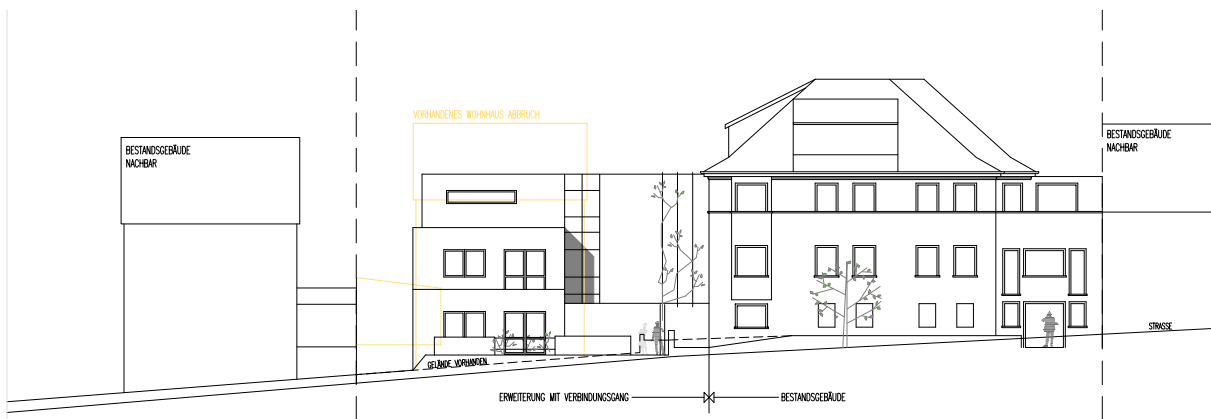 VORHANDENES WOHNHAUS ABBRUCH
BESTANDSGEBÄUDE
NACHBAR
BESTANDSGEBÄUDE
NACHBAR
STRASSE
GELÄNDE VORHANDEN
ERWEITERUNG MIT VERBINDUNGSGANG
BESTANDSGEBÄUDE